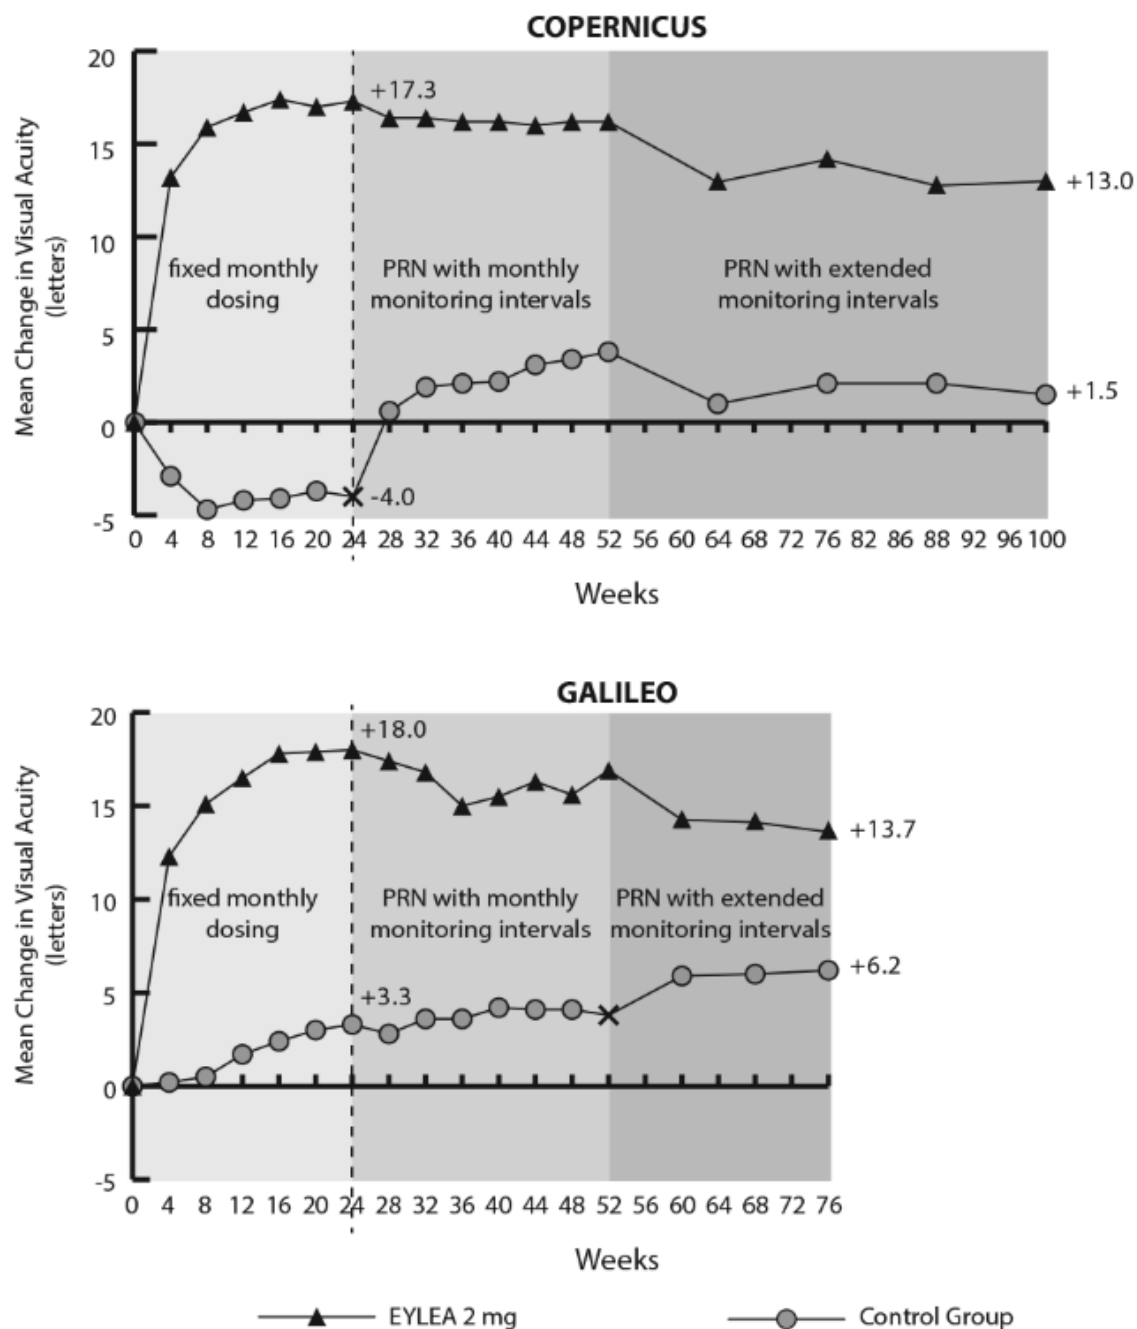 COPERNICUS
Mean Change in Visual Acuity
(letters)
20
15
10
5
0
-5
+17.3
-4.0
+13.0
+1.5
fixed monthly
dosing
PRN with monthly
monitoring intervals
PRN with extended
monitoring intervals
0 4 8 12 16 20 24 28 32 36 40 44 48 52 56 60 64 68 72 76 82 86 88 92 96 100
Weeks
GALILEO
Mean Change in Visual Acuity
(letters)
20
15
10
5
0
-5
+18.0
+3.3
+13.7
+6.2
fixed monthly
dosing
PRN with monthly
monitoring intervals
PRN with extended
monitoring intervals
0 4 8 12 16 20 24 28 32 36 40 44 48 52 56 60 64 68 72 76
Weeks
EYLEA 2 mg
Control Group